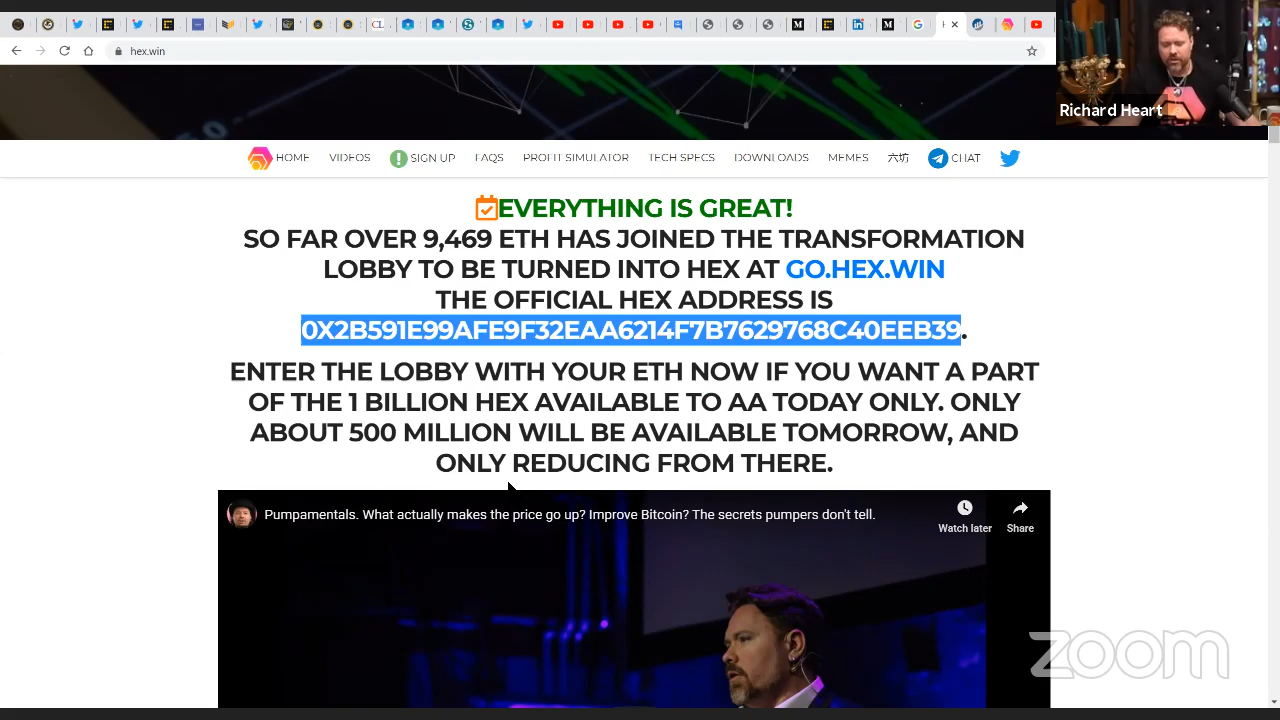 hex.win
Richard Heart
HOME VIDEOS SIGN UP FAQS PROFIT SIMULATOR TECH SPECS DOWNLOADS MEMES 六坊 CHAT
EVERYTHING IS GREAT!
SO FAR OVER 9,469 ETH HAS JOINED THE TRANSFORMATION
LOBBY TO BE TURNED INTO HEX AT GO.HEX.WIN
THE OFFICIAL HEX ADDRESS IS
0X2B591E99AFE9F32EAA6214F7B7629768C40EEB39.
ENTER THE LOBBY WITH YOUR ETH NOW IF YOU WANT A PART
OF THE 1 BILLION HEX AVAILABLE TO AA TODAY ONLY. ONLY
ABOUT 500 MILLION WILL BE AVAILABLE TOMORROW, AND
ONLY REDUCING FROM THERE.
Pumpamentals. What actually makes the price go up? Improve Bitcoin? The secrets pumpers don't tell.
Watch later Share
zoom